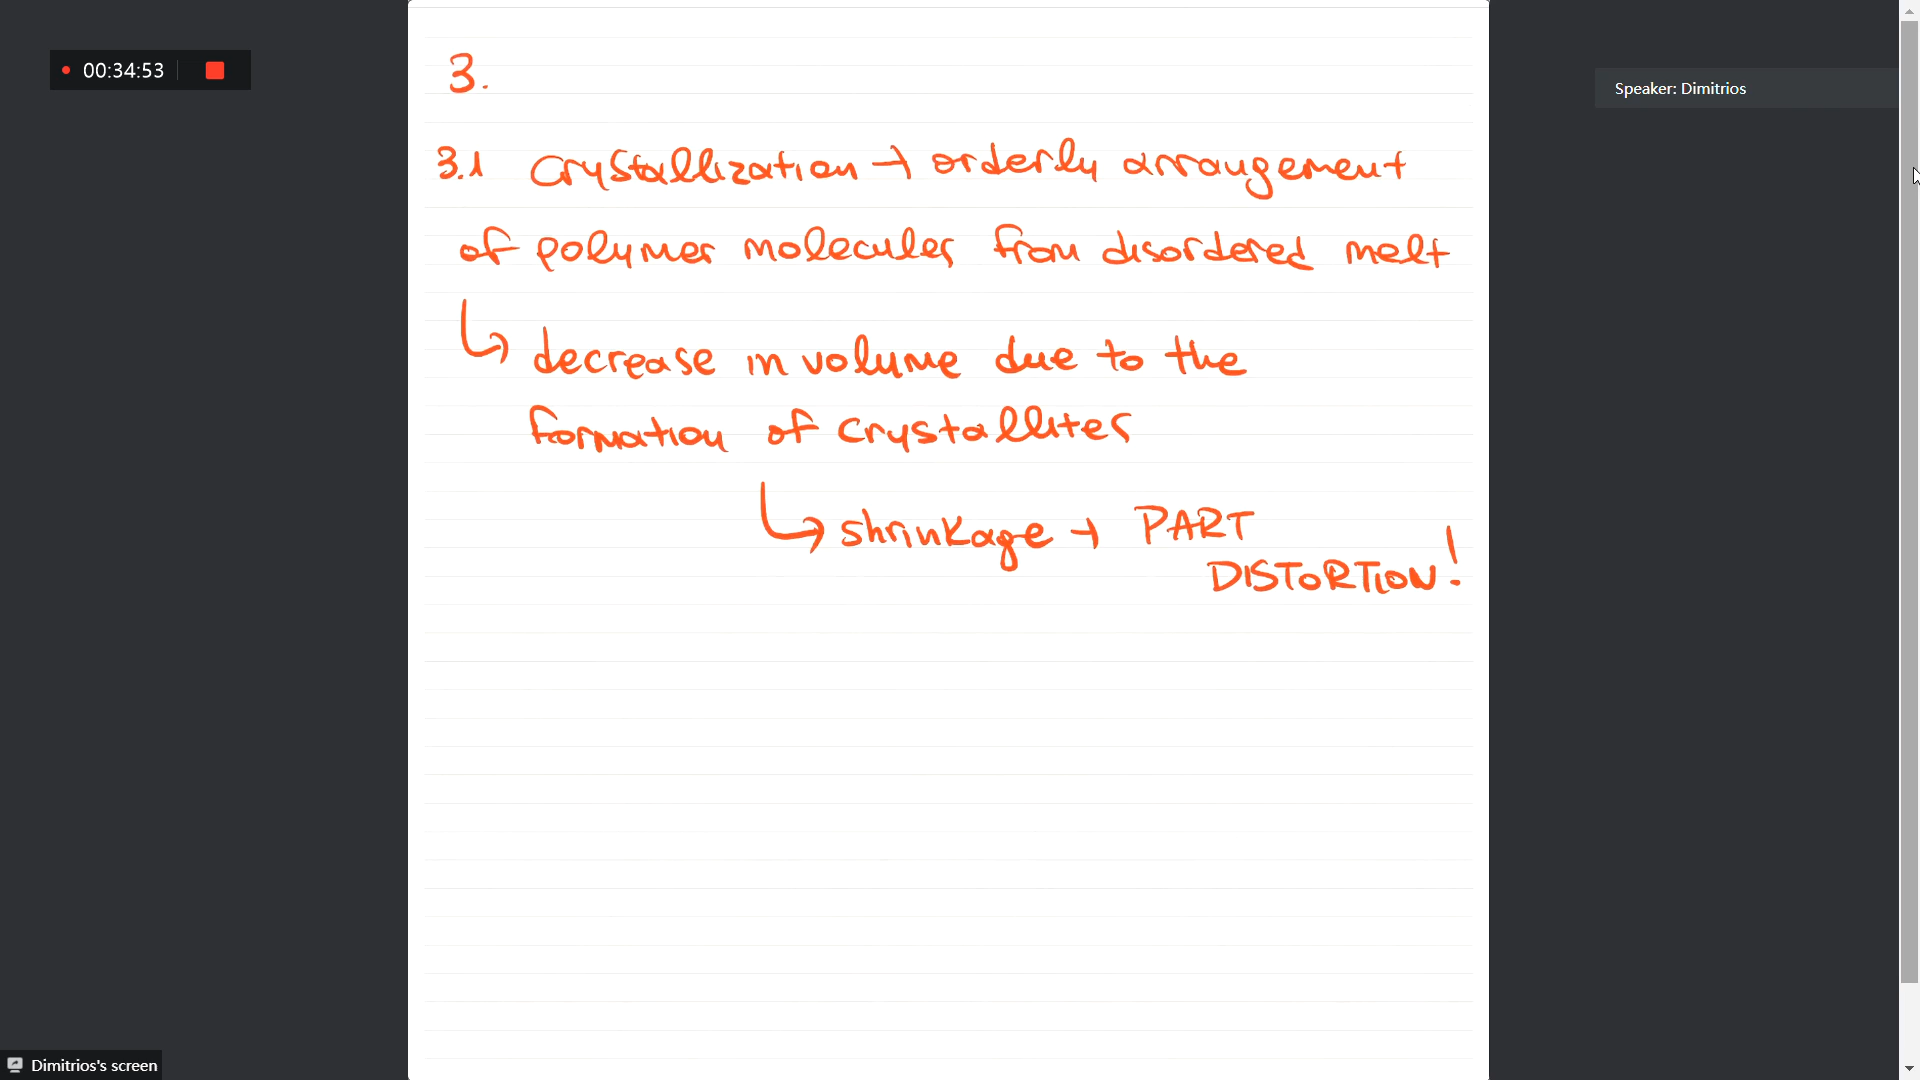 00:34:53
Speaker: Dimitrios
3.
3.1 Crystallization → orderly arrangement
of polymer molecules from disordered melt
↳ decrease in volume due to the
formation of crystallites
↳ shrinkage → PART
DISTORTION!
Dimitrios's screen